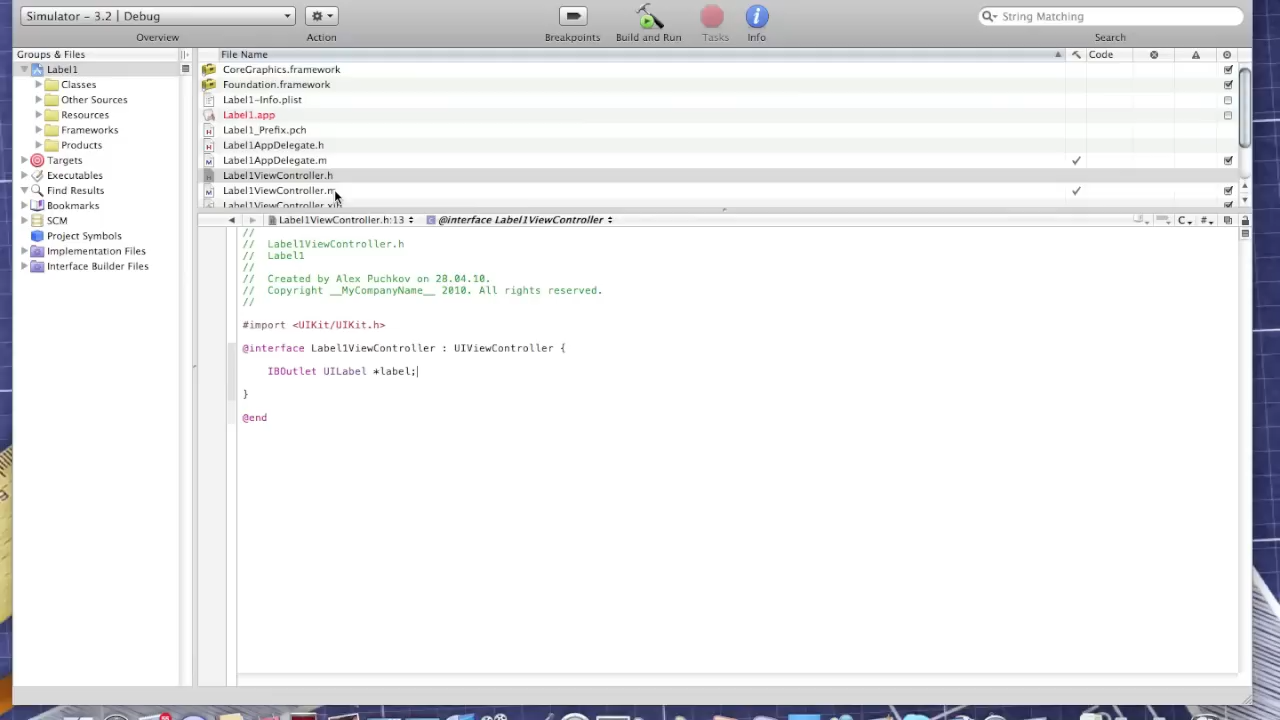 Simulator - 3.2 | Debug
String Matching
Overview
Action
Breakpoints
Build and Run
Tasks
Info
Search
Groups & Files
File Name
Code
Label1
Classes
Other Sources
Resources
Frameworks
Products
Targets
Executables
Find Results
Bookmarks
SCM
Project Symbols
Implementation Files
Interface Builder Files
CoreGraphics.framework
Foundation.framework
Label1-Info.plist
Label1.app
Label1_Prefix.pch
Label1AppDelegate.h
Label1AppDelegate.m
Label1ViewController.h
Label1ViewController.m
Label1ViewController.xib
Label1ViewController.h:13
@interface Label1ViewController
C
#
//
// Label1ViewController.h
// Label1
//
// Created by Alex Puchkov on 28.04.10.
// Copyright __MyCompanyName__ 2010. All rights reserved.
//
#import <UIKit/UIKit.h>
@interface Label1ViewController : UIViewController {
IBOutlet UILabel *label;
}
@end